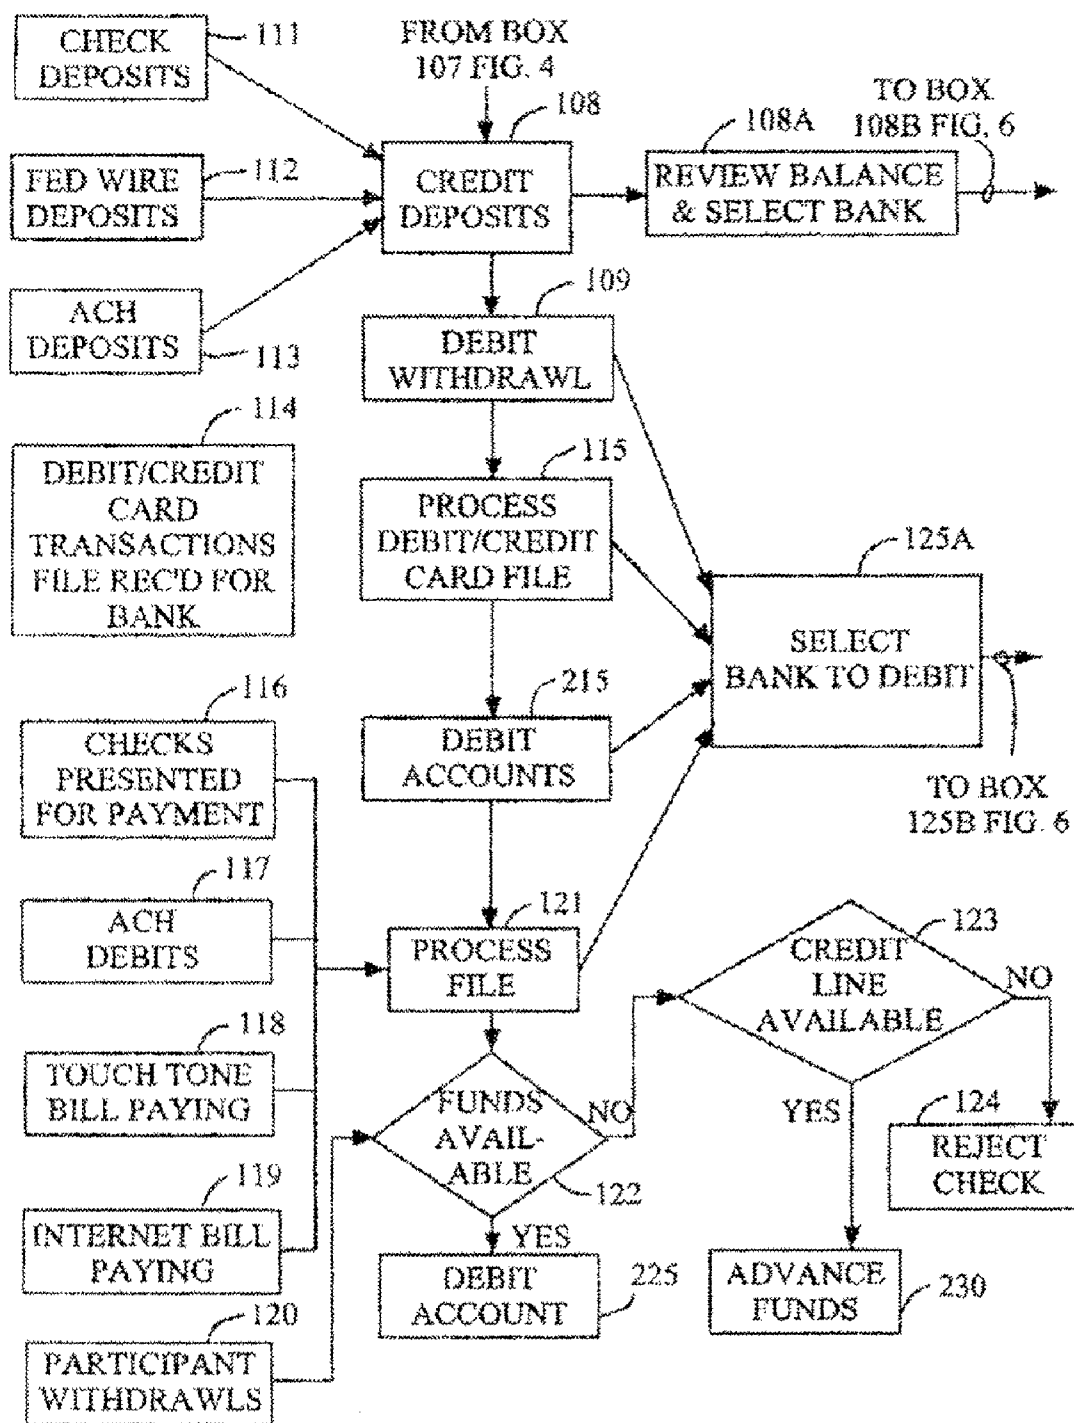 CHECK
DEPOSITS
111
FROM BOX
107 FIG. 4
108
TO BOX
108B FIG. 6
108A
FED WIRE
DEPOSITS
112
CREDIT
DEPOSITS
REVIEW BALANCE
& SELECT BANK
ACH
DEPOSITS
113
109
DEBIT
WITHDRAWL
114
DEBIT/CREDIT
CARD
TRANSACTIONS
FILE REC'D FOR
BANK
115
PROCESS
DEBIT/CREDIT
CARD FILE
125A
SELECT
BANK TO DEBIT
116
CHECKS
PRESENTED
FOR PAYMENT
215
DEBIT
ACCOUNTS
TO BOX
125B FIG. 6
117
ACH
DEBITS
121
PROCESS
FILE
123
CREDIT
LINE
AVAILABLE
NO
118
TOUCH TONE
BILL PAYING
FUNDS
AVAIL-
ABLE
NO
122
YES
124
REJECT
CHECK
119
INTERNET BILL
PAYING
YES
DEBIT
ACCOUNT
225
ADVANCE
FUNDS
230
120
PARTICIPANT
WITHDRAWLS